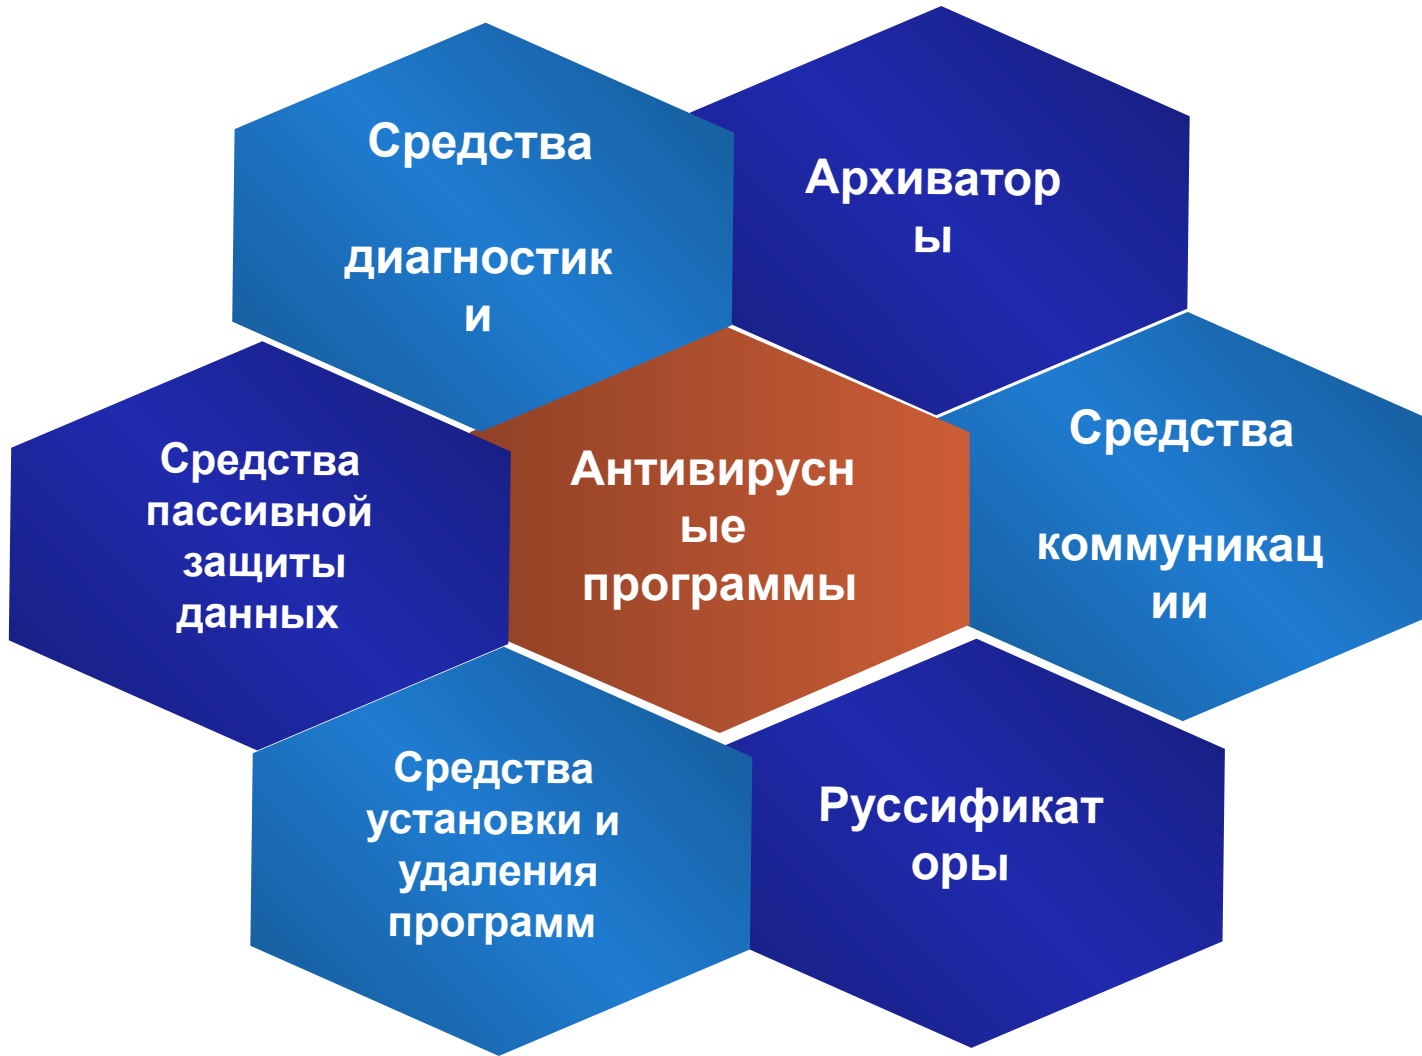 Средства
диагностик
и
Архиватор
ы
Средства
пассивной
защиты
данных
Антивирусн
ые
программы
Средства
коммуникац
ии
Средства
установки и
удаления
программ
Руссификат
оры